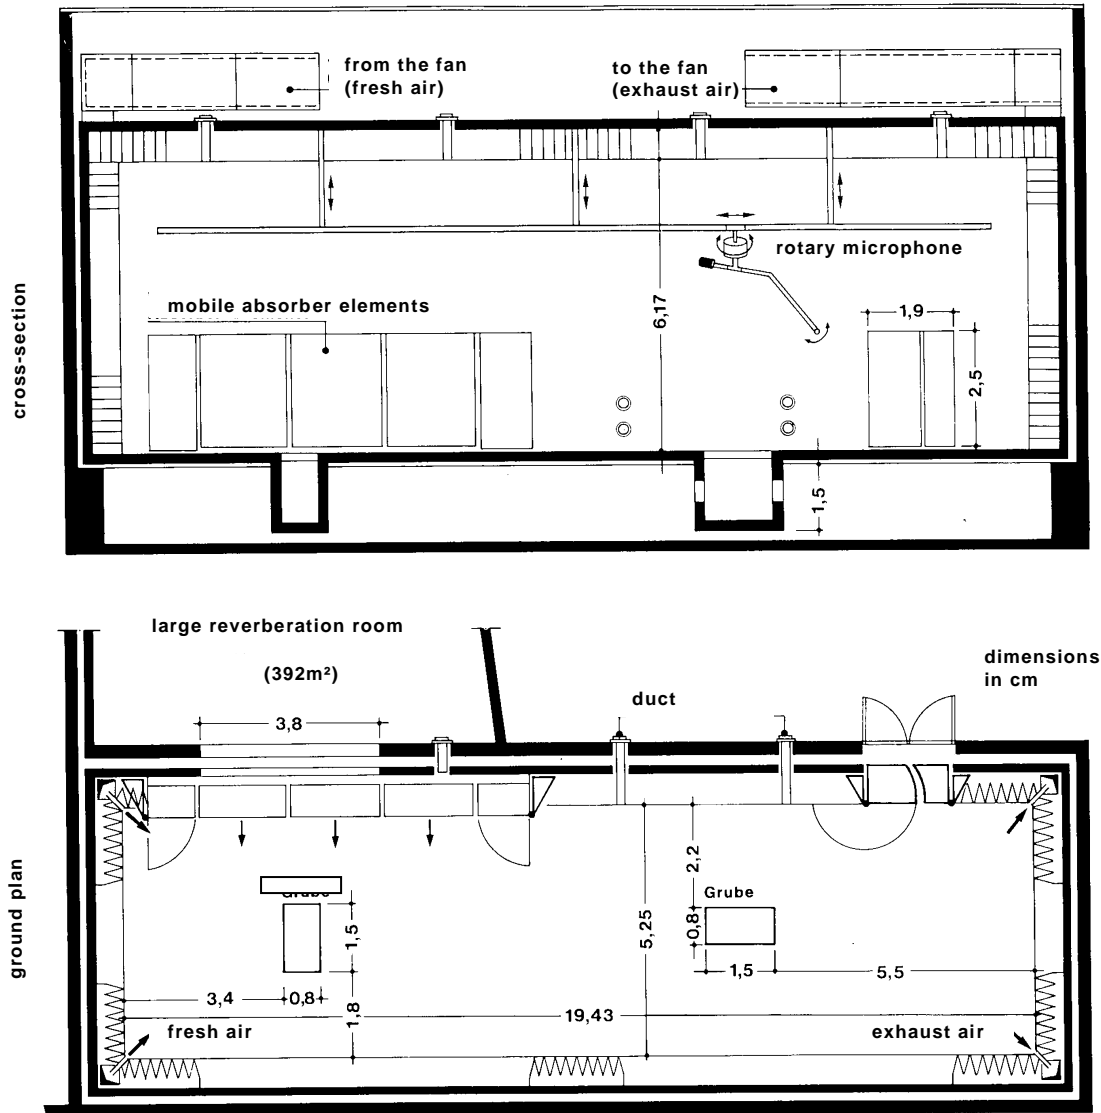 from the fan
(fresh air)
to the fan
(exhaust air)
rotary microphone
mobile absorber elements
cross-section
6,17
1,9
2,5
1,5
large reverberation room
(392m²)
dimensions
in cm
duct
3,8
2,2
Grube
Grube
0,8
5,25
1,5
1,5
5,5
3,4
0,8
1,8
19,43
fresh air
exhaust air
ground plan